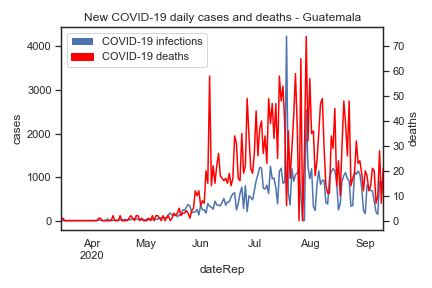 New COVID-19 daily cases and deaths - Guatemala
COVID-19 infections
COVID-19 deaths
cases
4000
3000
2000
1000
0
deaths
70
60
50
40
30
20
10
0
Apr
2020
May
Jun
Jul
Aug
Sep
dateRep